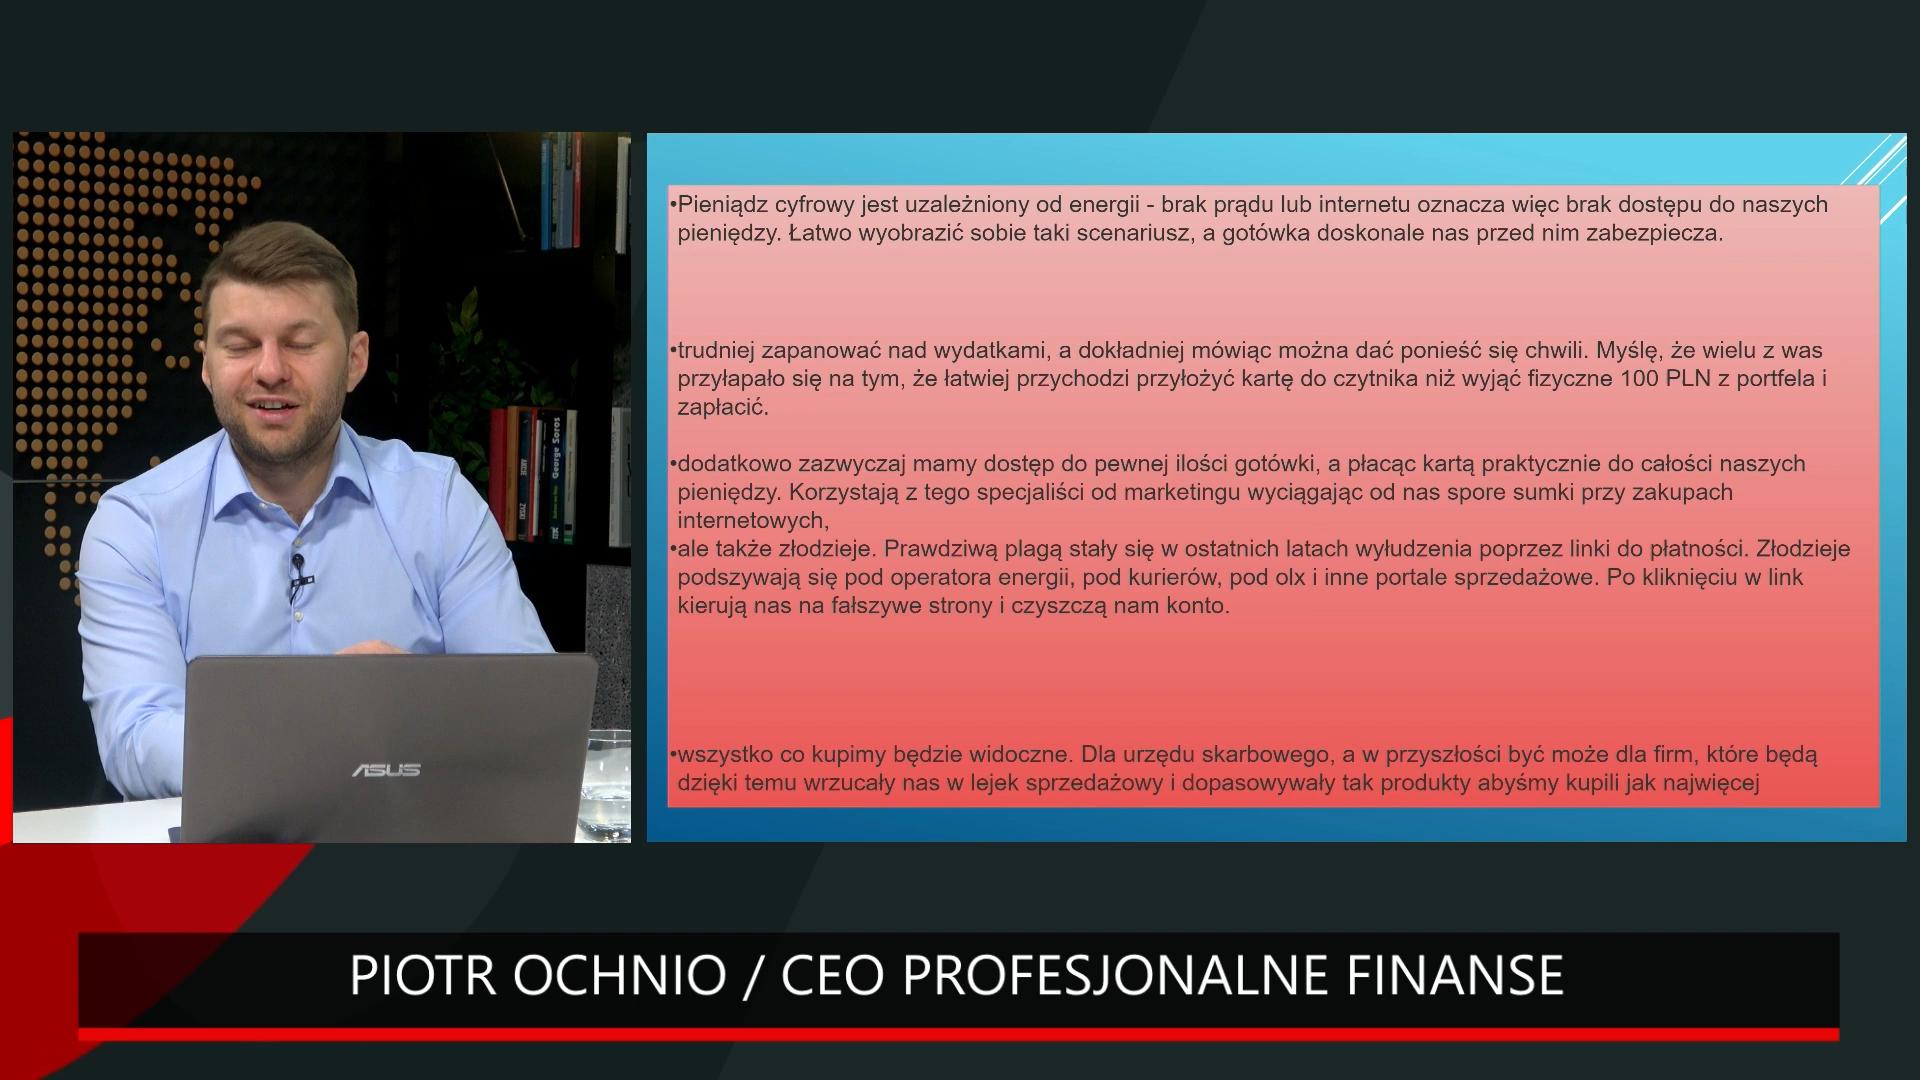 •Pieniądz cyfrowy jest uzależniony od energii - brak prądu lub internetu oznacza więc brak dostępu do naszych
pieniędzy. Łatwo wyobrazić sobie taki scenariusz, a gotówka doskonale nas przed nim zabezpiecza.
•trudniej zapanować nad wydatkami, a dokładniej mówiąc można dać ponieść się chwili. Myślę, że wielu z was
przyłapało się na tym, że łatwiej przychodzi przyłożyć kartę do czytnika niż wyjąć fizyczne 100 PLN z portfela i
zapłacić.
•dodatkowo zazwyczaj mamy dostęp do pewnej ilości gotówki, a płacąc kartą praktycznie do całości naszych
pieniędzy. Korzystają z tego specjaliści od marketingu wyciągając od nas spore sumki przy zakupach
internetowych,
•ale także złodzieje. Prawdziwą plagą stały się w ostatnich latach wyłudzenia poprzez linki do płatności. Złodzieje
podszywają się pod operatora energii, pod kurierów, pod olx i inne portale sprzedażowe. Po kliknięciu w link
kierują nas na fałszywe strony i czyszczą nam konto.
•wszystko co kupimy będzie widoczne. Dla urzędu skarbowego, a w przyszłości być może dla firm, które będą
dzięki temu wrzucały nas w lejek sprzedażowy i dopasowywały tak produkty abyśmy kupili jak najwięcej
George Soros
ASUS
PIOTR OCHNIO / CEO PROFESJONALNE FINANSE